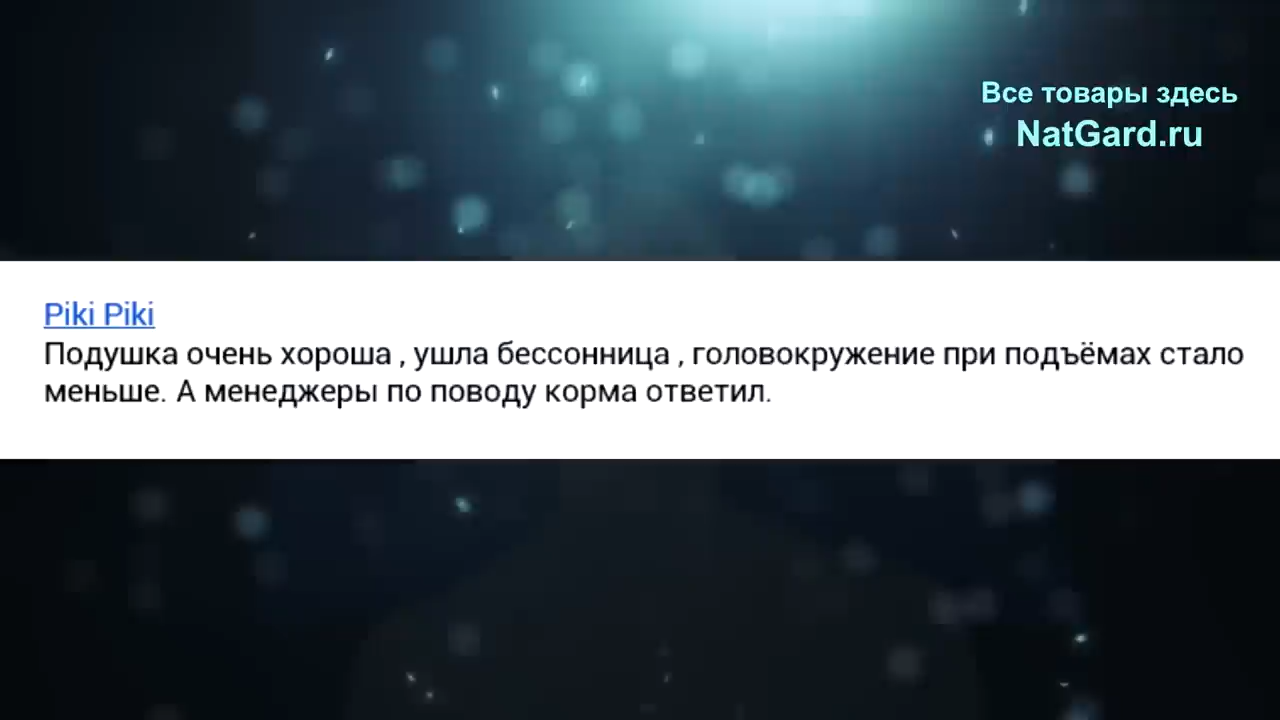 Все товары здесь
NatGard.ru
Piki Piki
Подушка очень хороша , ушла бессонница , головокружение при подъёмах стало
меньше. А менеджеры по поводу корма ответил.